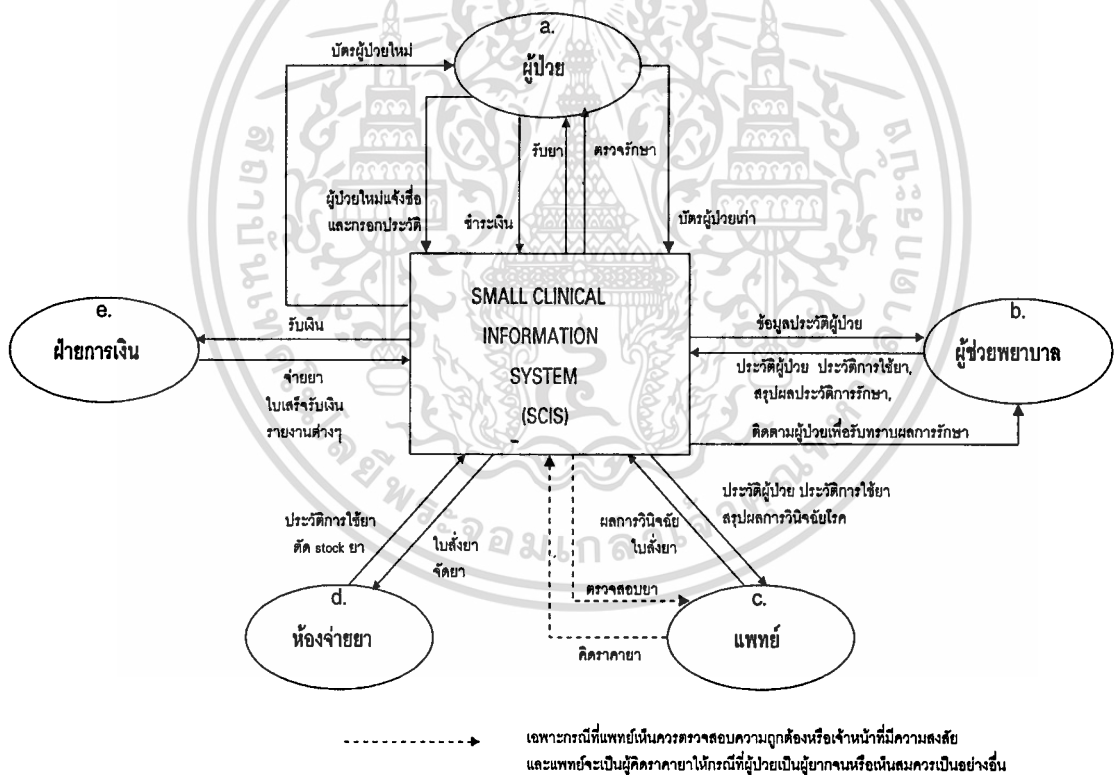 a.
ผู้ป่วย
บัตรผู้ป่วยใหม่
รับยา
ตรวจรักษา
ผู้ป่วยใหม่แจ้งชื่อ
และกรอกประวัติ
ชำระเงิน
บัตรผู้ป่วยเก่า
SMALL CLINICAL
INFORMATION
SYSTEM
(SCIS)
e.
ฝ่ายการเงิน
รับเงิน
จ่ายยา
ใบเสร็จรับเงิน
รายงานต่างๆ
ข้อมูลประวัติผู้ป่วย
b.
ผู้ช่วยพยาบาล
ประวัติผู้ป่วย ประวัติการใช้ยา,
สรุปผลประวัติการรักษา,
ติดตามผู้ป่วยเพื่อรับทราบผลการรักษา
ประวัติการใช้ยา
ตัด stock ยา
ใบสั่งยา
จัดยา
ผลการวินิจฉัย
ใบสั่งยา
ประวัติผู้ป่วย ประวัติการใช้ยา
สรุปผลการวินิจฉัยโรค
d.
ห้องจ่ายยา
ตรวจสอบยา
คิดราคายา
c.
แพทย์
เฉพาะกรณีที่แพทย์เห็นควรตรวจสอบความถูกต้องหรือเจ้าหน้าที่มีความสงสัย
และแพทย์จะเป็นผู้คิดราคายาให้กรณีที่ผู้ป่วยเป็นผู้ยากจนหรือเห็นสมควรเป็นอย่างอื่น